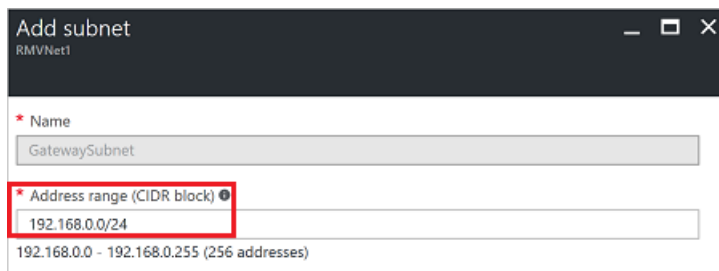 Add subnet
RMVNet1
* Name
GatewaySubnet
* Address range (CIDR block)
192.168.0.0/24
192.168.0.0 - 192.168.0.255 (256 addresses)